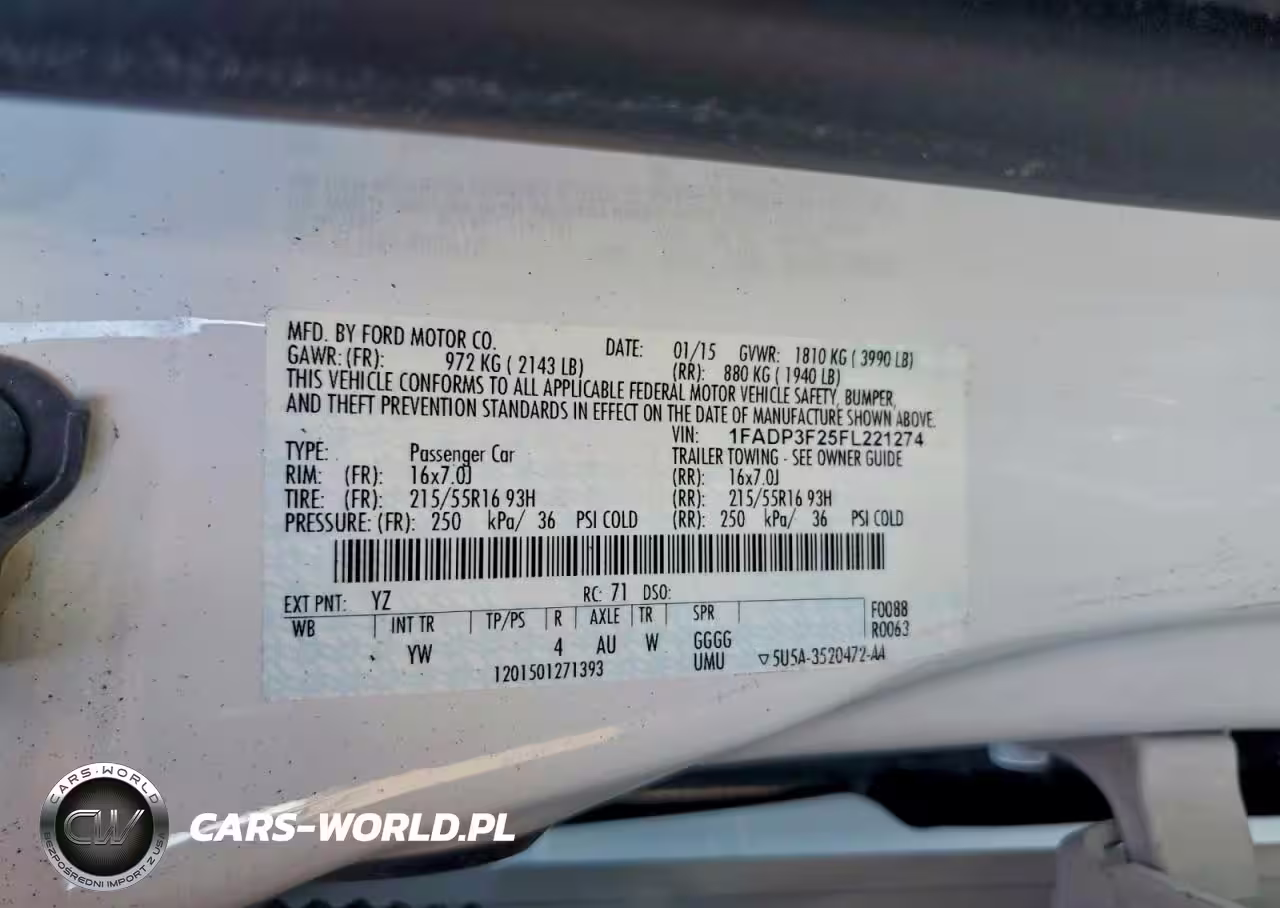 MFD. BY FORD MOTOR CO. DATE: 01/15 GVWR: 1810 KG ( 3990 LB)
GAWR: (FR): 972 KG ( 2143 LB) (RR): 880 KG ( 1940 LB)
THIS VEHICLE CONFORMS TO ALL APPLICABLE FEDERAL MOTOR VEHICLE SAFETY, BUMPER,
AND THEFT PREVENTION STANDARDS IN EFFECT ON THE DATE OF MANUFACTURE SHOWN ABOVE.
VIN: 1FADP3F25FL221274
TYPE: Passenger Car TRAILER TOWING - SEE OWNER GUIDE
RIM: (FR): 16x7.0J (RR): 16x7.0J
TIRE: (FR): 215/55R16 93H (RR): 215/55R16 93H
PRESSURE: (FR): 250 kPa/ 36 PSI COLD (RR): 250 kPa/ 36 PSI COLD
EXT PNT: YZ RC: 71 DSO:
WB INT TR TP/PS R AXLE TR SPR F0088
R0063
YW 4 AU W GGGG
UMU ▽5U5A-3520472-AA
1201501271393
CARS-WORLD
CW
BEZPOŚREDNI IMPORT Z USA
CARS-WORLD.PL